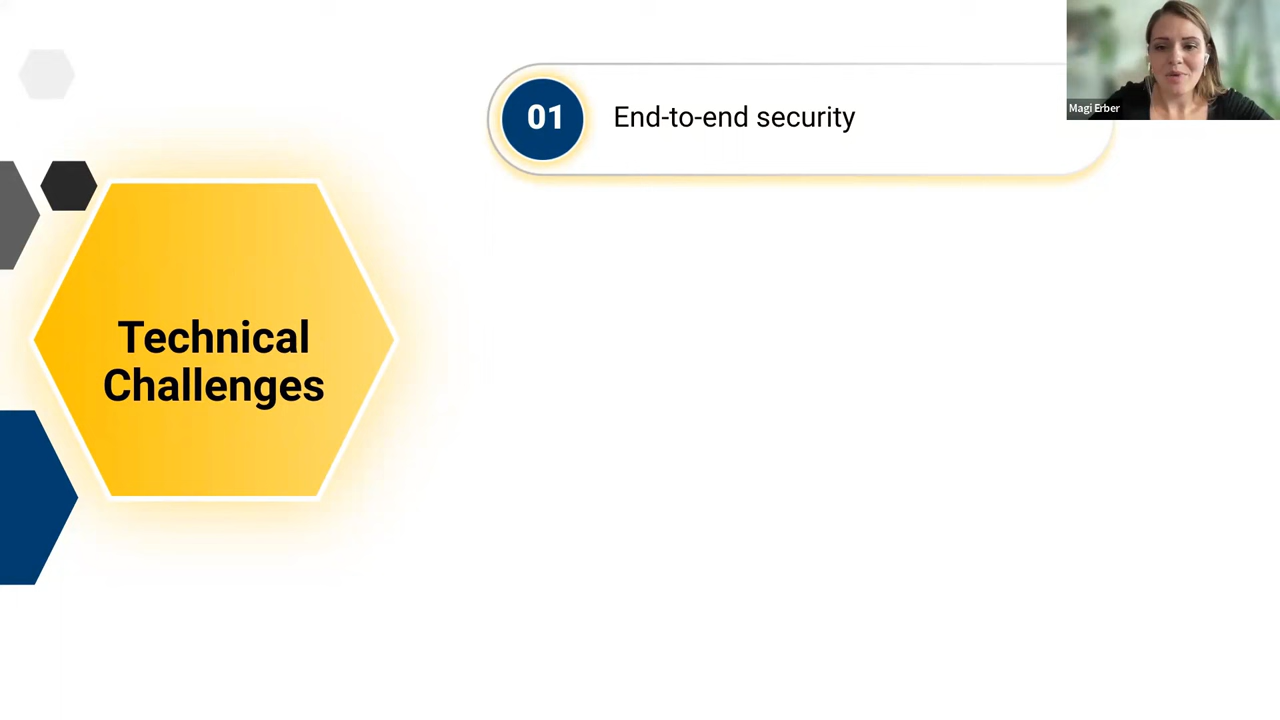 01
End-to-end security
Magi Erber
Technical
Challenges